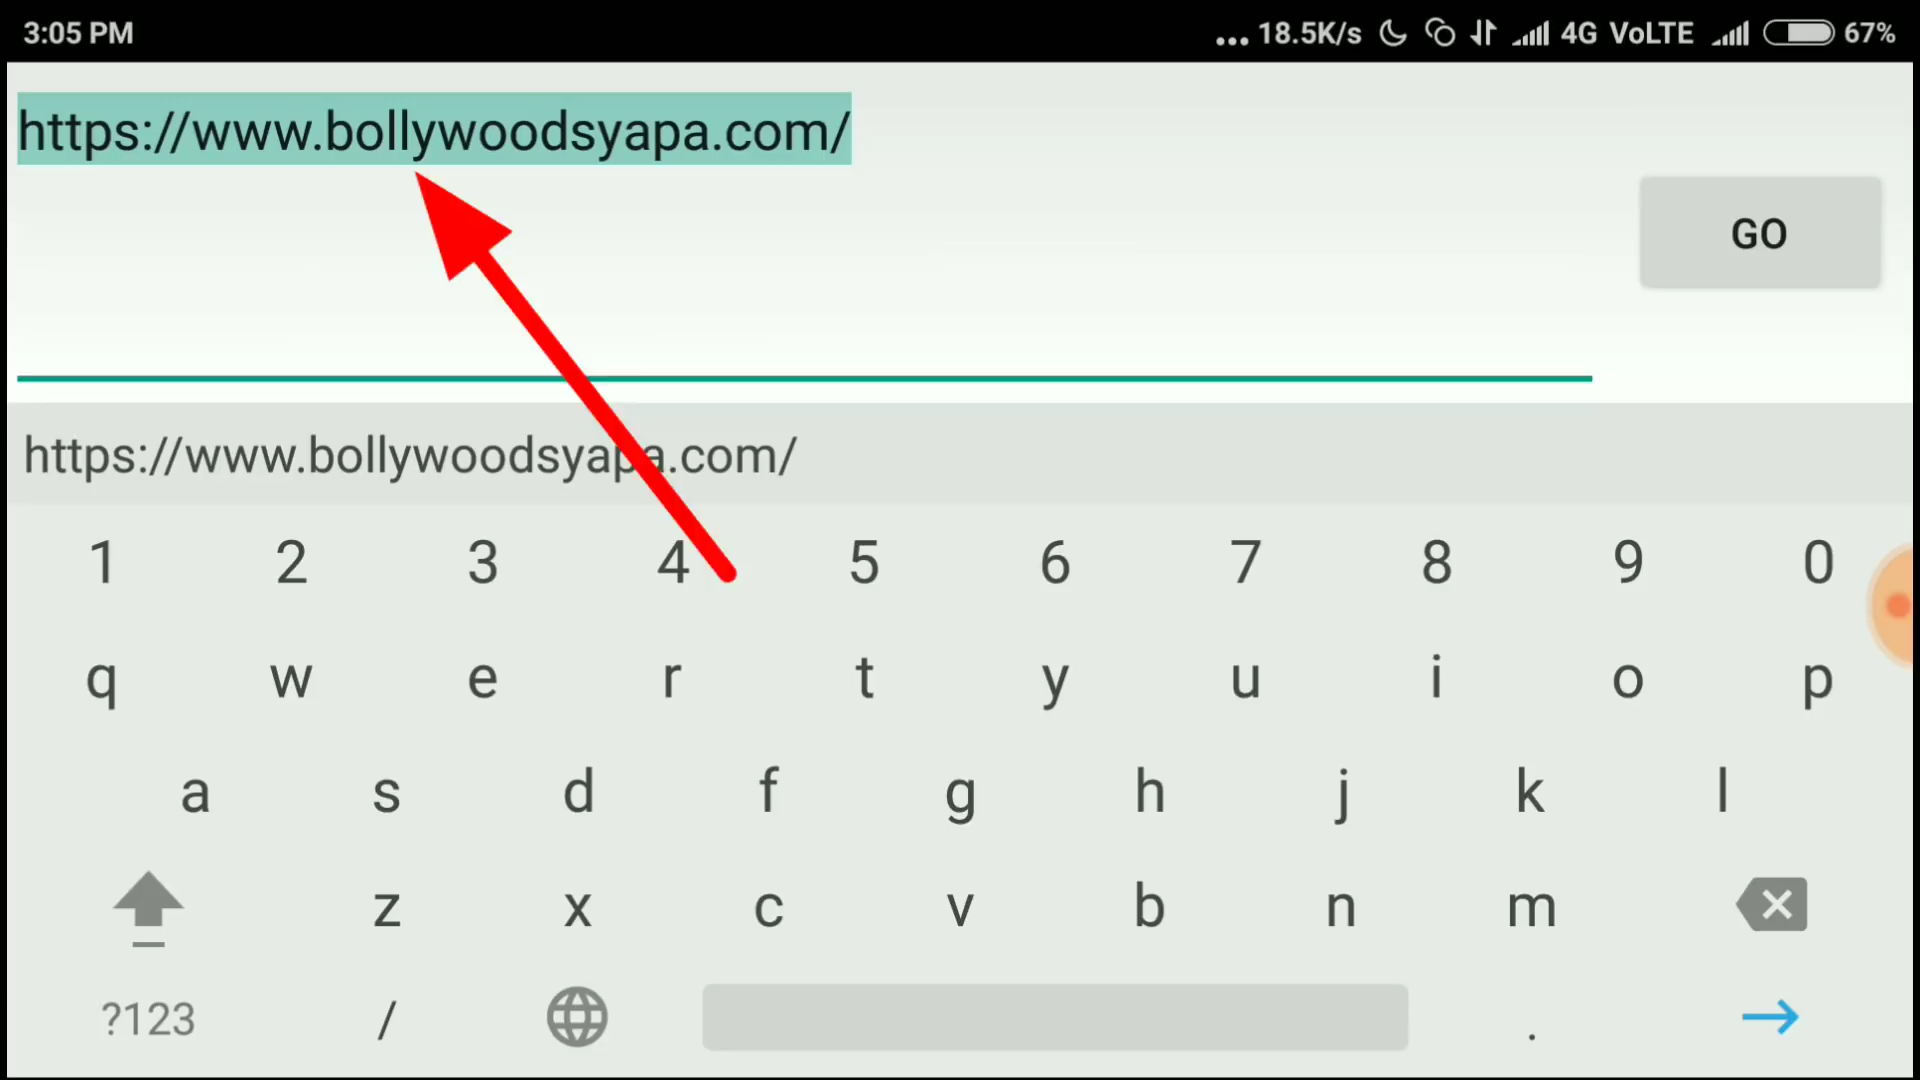 3:05 PM ... 18.5K/s 4G VoLTE 67%
https://www.bollywoodsyapa.com/
GO
https://www.bollywoodsyapa.com/
1 2 3 4 5 6 7 8 9 0
q w e r t y u i o p
a s d f g h j k l
z x c v b n m
?123 / .